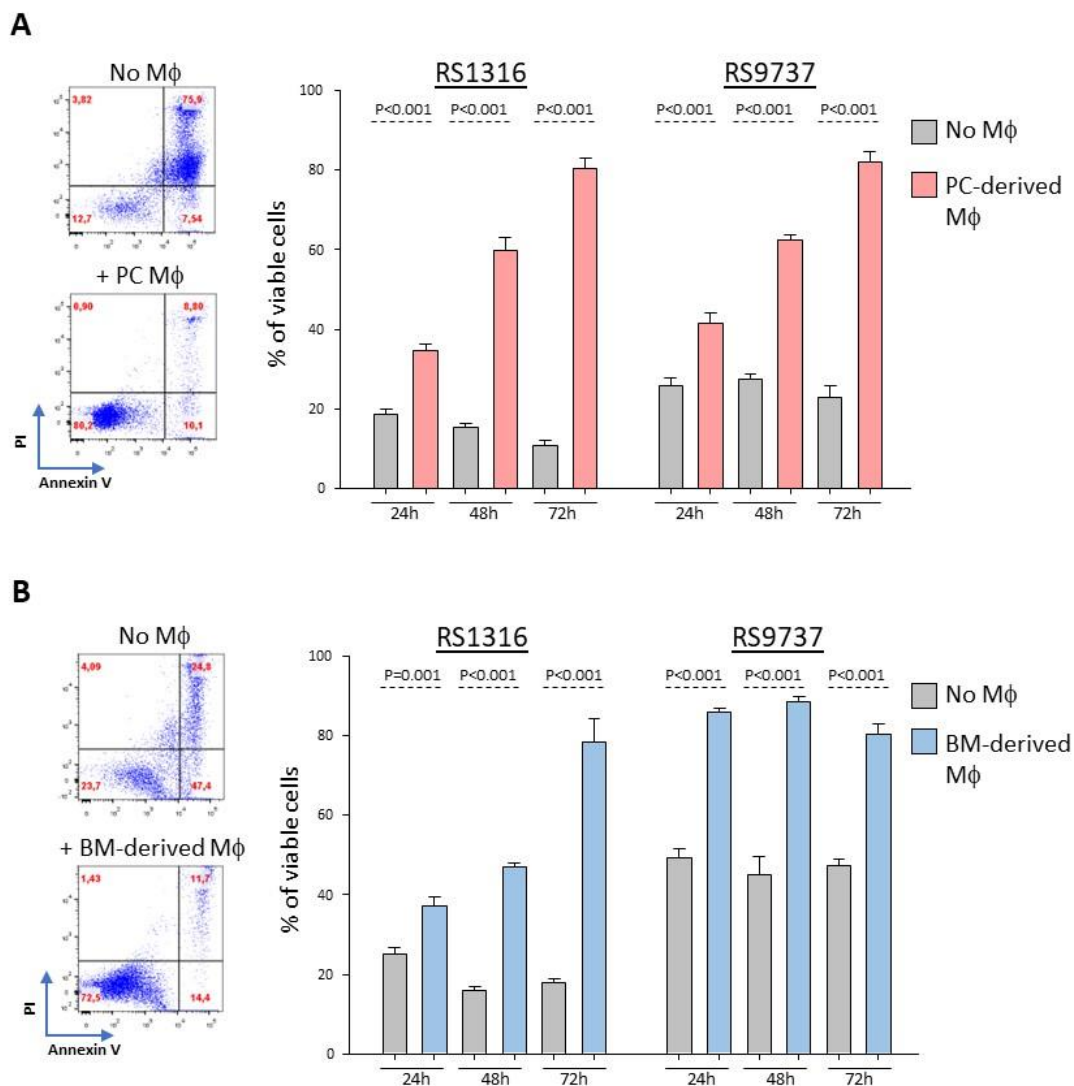 A
No Mϕ
3,82 75,9
12,7 7,54
+ PC Mϕ
6,90 8,80
80,2 10,1
PI
Annexin V
RS1316 RS9737
P<0.001 P<0.001 P<0.001 P<0.001 P<0.001 P<0.001
% of viable cells
100
80
60
40
20
0
24h 48h 72h 24h 48h 72h
No Mϕ
PC-derived
Mϕ
B
No Mϕ
4,09 24,8
23,7 47,4
+ BM-derived Mϕ
1,43 11,7
72,5 14,4
PI
Annexin V
RS1316 RS9737
P=0.001 P<0.001 P<0.001 P<0.001 P<0.001 P<0.001
% of viable cells
100
80
60
40
20
0
24h 48h 72h 24h 48h 72h
No Mϕ
BM-derived
Mϕ